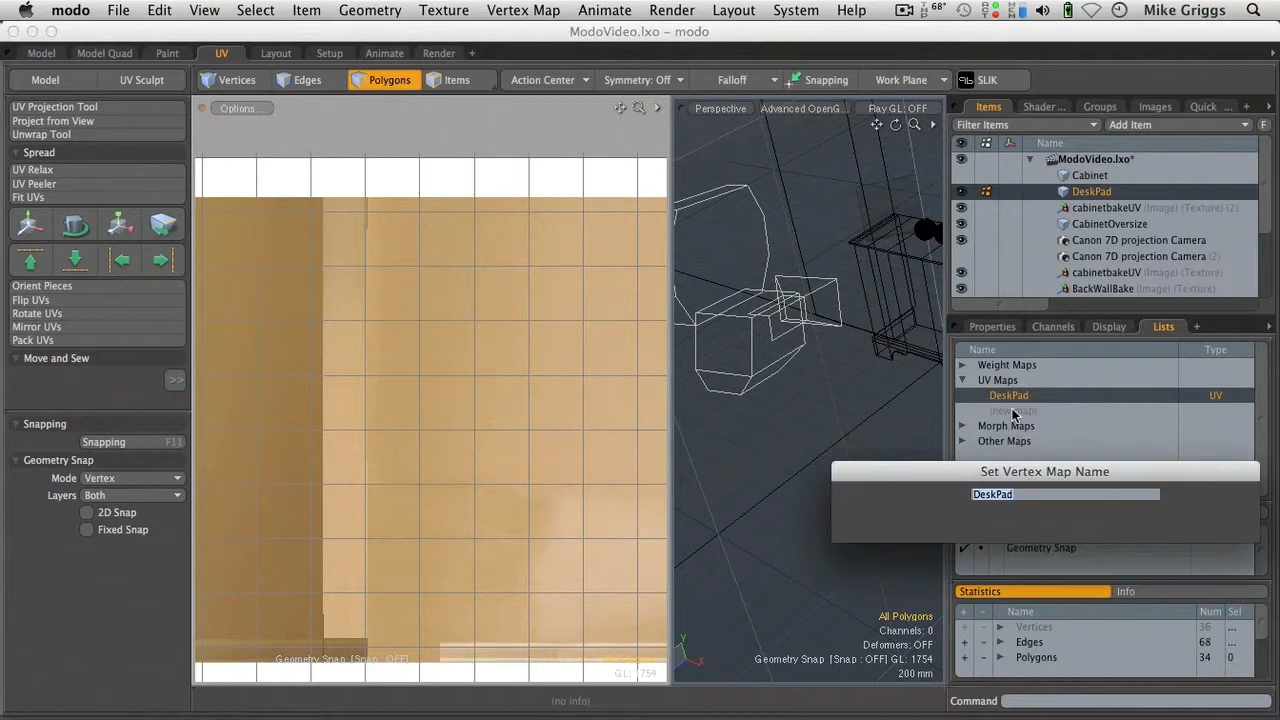 modo File Edit View Select Item Geometry Texture Vertex Map Animate Render Layout System Help 68° Mike Griggs
ModoVideo.lxo* – modo
Model Model Quad Paint UV Layout Setup Animate Render +
Model UV Sculpt Vertices Edges Polygons Items Action Center Symmetry: Off Falloff Snapping Work Plane SLIK
UV Projection Tool
Project from View
Unwrap Tool
Spread
UV Relax
UV Peeler
Fit UVs
Orient Pieces
Flip UVs
Rotate UVs
Mirror UVs
Pack UVs
Move and Sew
>>
Snapping
Snapping F11
Geometry Snap
Mode Vertex
Layers Both
2D Snap
Fixed Snap
Options...
Geometry Snap [Snap : OFF]
GL: 1754
Perspective Advanced OpenG... Ray GL: OFF
All Polygons
Channels: 0
Deformers: OFF
Geometry Snap [Snap : OFF] GL: 1754
200 mm
Y
X
(no info)
Items Shader ... Groups Images Quick ... +
Filter Items Add Item F
Name
ModoVideo.lxo*
Cabinet
DeskPad
cabinetbakeUV (Image) (Texture) (2)
CabinetOversize
Canon 7D projection Camera
Canon 7D projection Camera (2)
cabinetbakeUV (Image) (Texture)
BackWallBake (Image) (Texture)
Properties Channels Display Lists +
Name Type
Weight Maps
UV Maps
DeskPad UV
(new map)
Morph Maps
Other Maps
Set Vertex Map Name
DeskPad
Geometry Snap
Statistics Info
Name Num Sel
Vertices 36 ...
Edges 68 ...
Polygons 34 0
Command